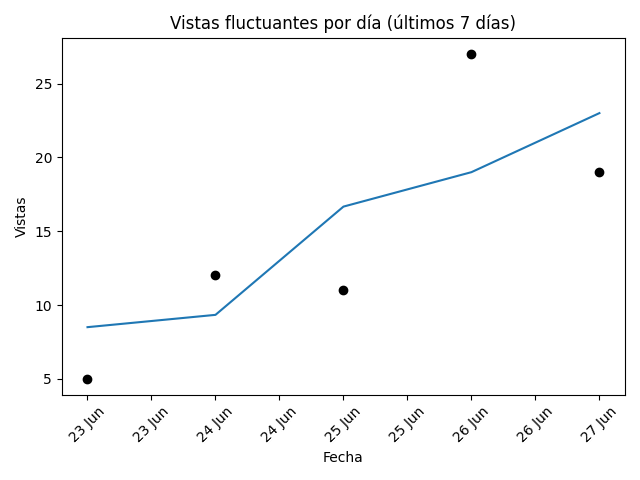 Vistas fluctuantes por día (últimos 7 días)
Vistas
25
20
15
10
5
23 Jun
23 Jun
24 Jun
24 Jun
25 Jun
25 Jun
26 Jun
26 Jun
27 Jun
Fecha